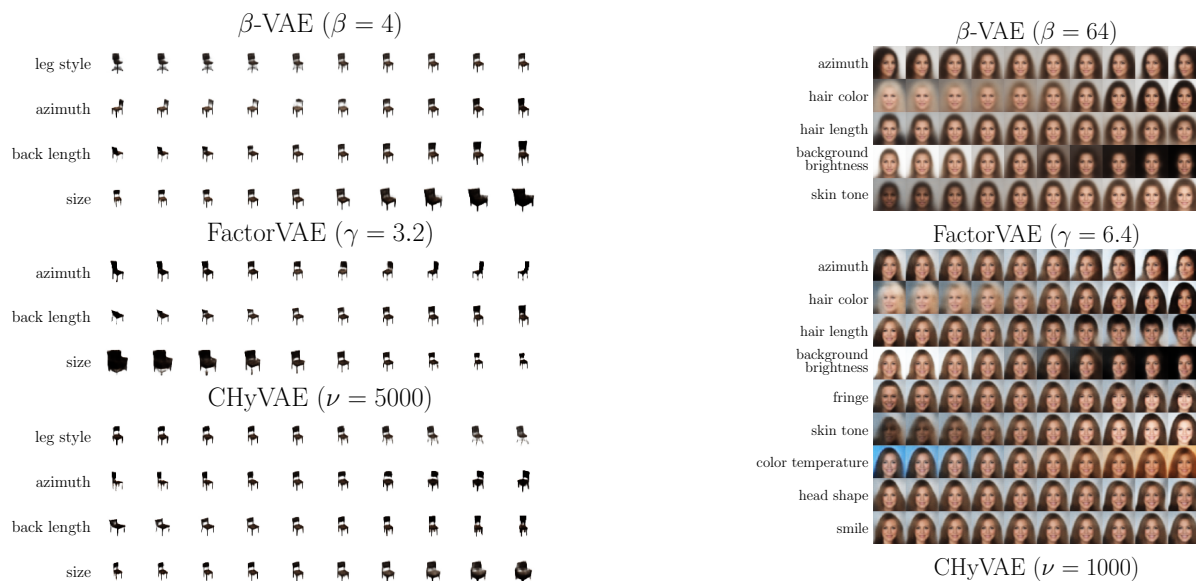 β-VAE (β = 4)
leg style
azimuth
back length
size
FactorVAE (γ = 3.2)
azimuth
back length
size
CHyVAE (ν = 5000)
leg style
azimuth
back length
size
β-VAE (β = 64)
azimuth
hair color
hair length
background
brightness
skin tone
FactorVAE (γ = 6.4)
azimuth
hair color
hair length
background
brightness
fringe
skin tone
color temperature
head shape
smile
CHyVAE (ν = 1000)